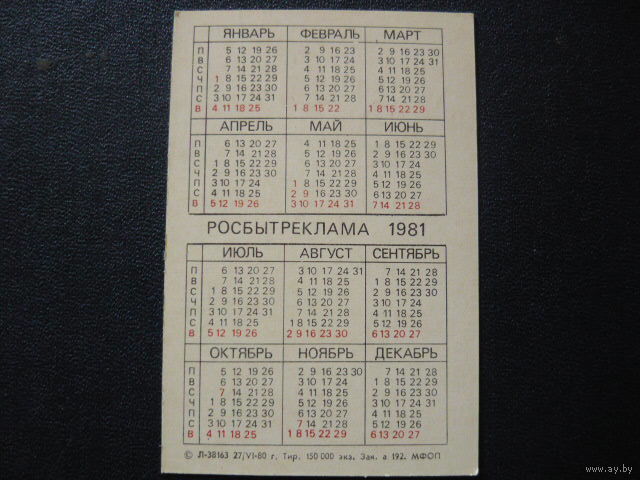 ЯНВАРЬ ФЕВРАЛЬ МАРТ
П 5 12 19 26 2 9 16 23 2 9 16 23 30
В 6 13 20 27 3 10 17 24 3 10 17 24 31
С 7 14 21 28 4 11 18 25 4 11 18 25
Ч 1 8 15 22 29 5 12 19 26 5 12 19 26
П 2 9 16 23 30 6 13 20 27 6 13 20 27
С 3 10 17 24 31 7 14 21 28 7 14 21 28
В 4 11 18 25 1 8 15 22 1 8 15 22 29
АПРЕЛЬ МАЙ ИЮНЬ
П 6 13 20 27 4 11 18 25 1 8 15 22 29
В 7 14 21 28 5 12 19 26 2 9 16 23 30
С 1 8 15 22 29 6 13 20 27 3 10 17 24
Ч 2 9 16 23 30 7 14 21 28 4 11 18 25
П 3 10 17 24 1 8 15 22 29 5 12 19 26
С 4 11 18 25 2 9 16 23 30 6 13 20 27
В 5 12 19 26 3 10 17 24 31 7 14 21 28
РОСБЫТРЕКЛАМА 1981
ИЮЛЬ АВГУСТ СЕНТЯБРЬ
П 6 13 20 27 3 10 17 24 31 7 14 21 28
В 7 14 21 28 4 11 18 25 1 8 15 22 29
С 1 8 15 22 29 5 12 19 26 2 9 16 23 30
Ч 2 9 16 23 30 6 13 20 27 3 10 17 24
П 3 10 17 24 31 7 14 21 28 4 11 18 25
С 4 11 18 25 1 8 15 22 29 5 12 19 26
В 5 12 19 26 2 9 16 23 30 6 13 20 27
ОКТЯБРЬ НОЯБРЬ ДЕКАБРЬ
П 5 12 19 26 2 9 16 23 30 7 14 21 28
В 6 13 20 27 3 10 17 24 1 8 15 22 29
С 7 14 21 28 4 11 18 25 2 9 16 23 30
Ч 1 8 15 22 29 5 12 19 26 3 10 17 24 31
П 2 9 16 23 30 6 13 20 27 4 11 18 25
С 3 10 17 24 31 7 14 21 28 5 12 19 26
В 4 11 18 25 1 8 15 22 29 6 13 20 27
© Л-38163 27/VI-80 г. Тир. 150 000 экз. Зак. а 192. МФОП
www.ay.by